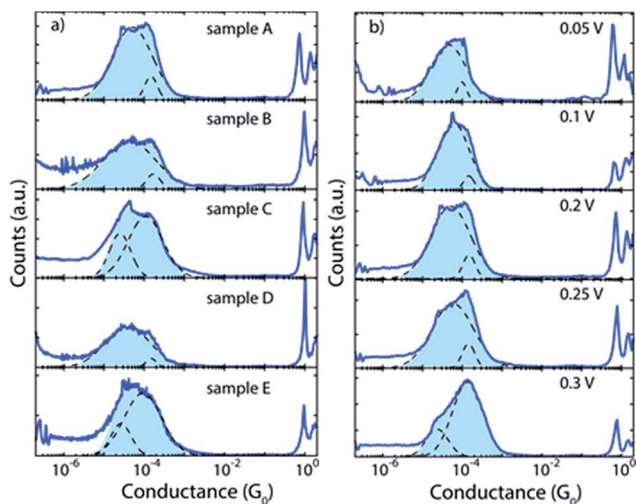 a)
sample A
sample B
sample C
sample D
sample E
Counts (a.u.)
10⁻⁶ 10⁻⁴ 10⁻² 10⁰
Conductance (G₀)
b)
0.05 V
0.1 V
0.2 V
0.25 V
0.3 V
Counts (a.u.)
10⁻⁶ 10⁻⁴ 10⁻² 10⁰
Conductance (G₀)